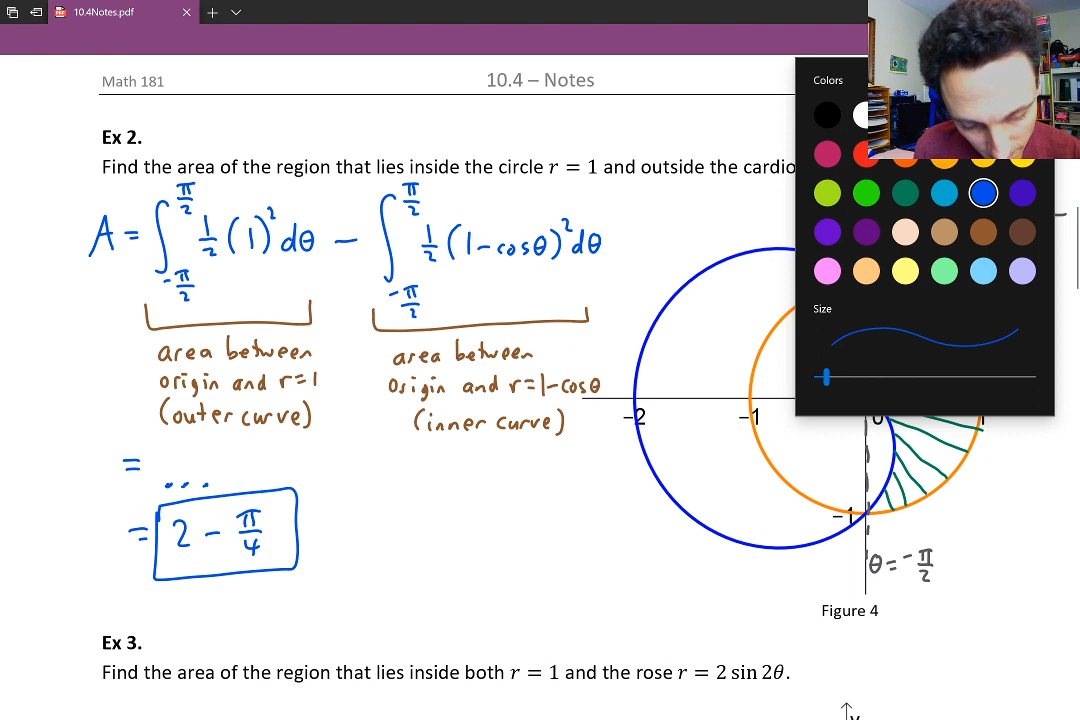 10.4Notes.pdf
Math 181
10.4 – Notes
Colors
Ex 2.
Find the area of the region that lies inside the circle r = 1 and outside the cardio
A = ∫_{-π/2}^{π/2} 1/2 (1)² dθ − ∫_{-π/2}^{π/2} 1/2 (1-cosθ)² dθ
Size
area between
origin and r=1
(outer curve)
area between
origin and r=1-cosθ
(inner curve)
−2
−1
0
1
= ...
= 2 - π/4
−1
θ = -π/2
Figure 4
Ex 3.
Find the area of the region that lies inside both r = 1 and the rose r = 2 sin 2θ.
y